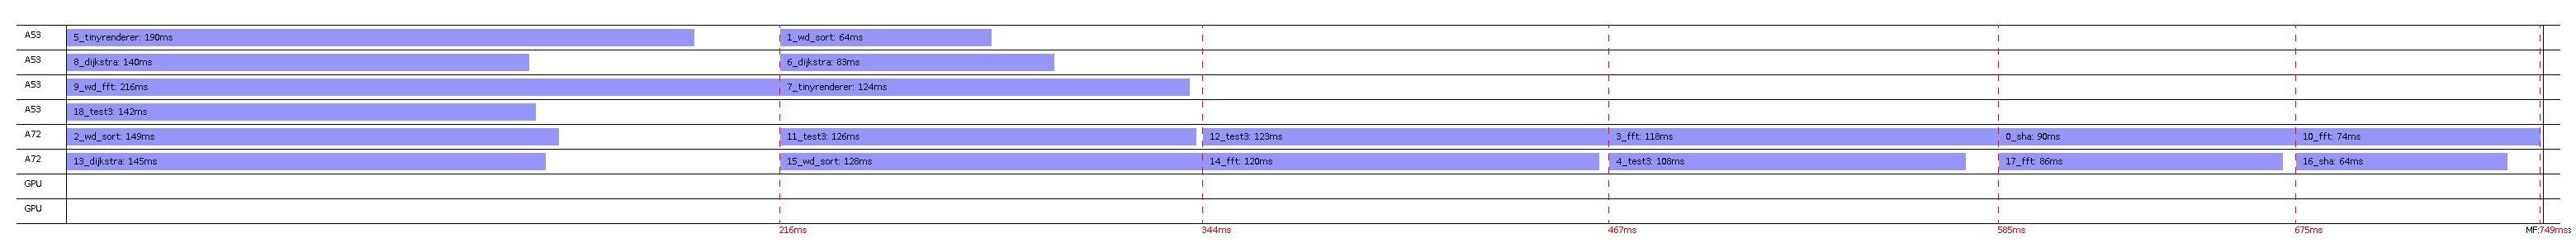 A53 5_tinyrenderer: 190ms 1_wd_sort: 64ms
A53 8_dijkstra: 140ms 6_dijkstra: 83ms
A53 9_wd_fft: 216ms 7_tinyrenderer: 124ms
A53 18_test3: 142ms
A72 2_wd_sort: 149ms 11_test3: 126ms 12_test3: 123ms 3_fft: 118ms 0_sha: 90ms 10_fft: 74ms
A72 13_dijkstra: 145ms 15_wd_sort: 128ms 14_fft: 120ms 4_test3: 108ms 17_fft: 86ms 16_sha: 64ms
GPU
GPU
216ms 344ms 467ms 585ms 675ms MF:749ms